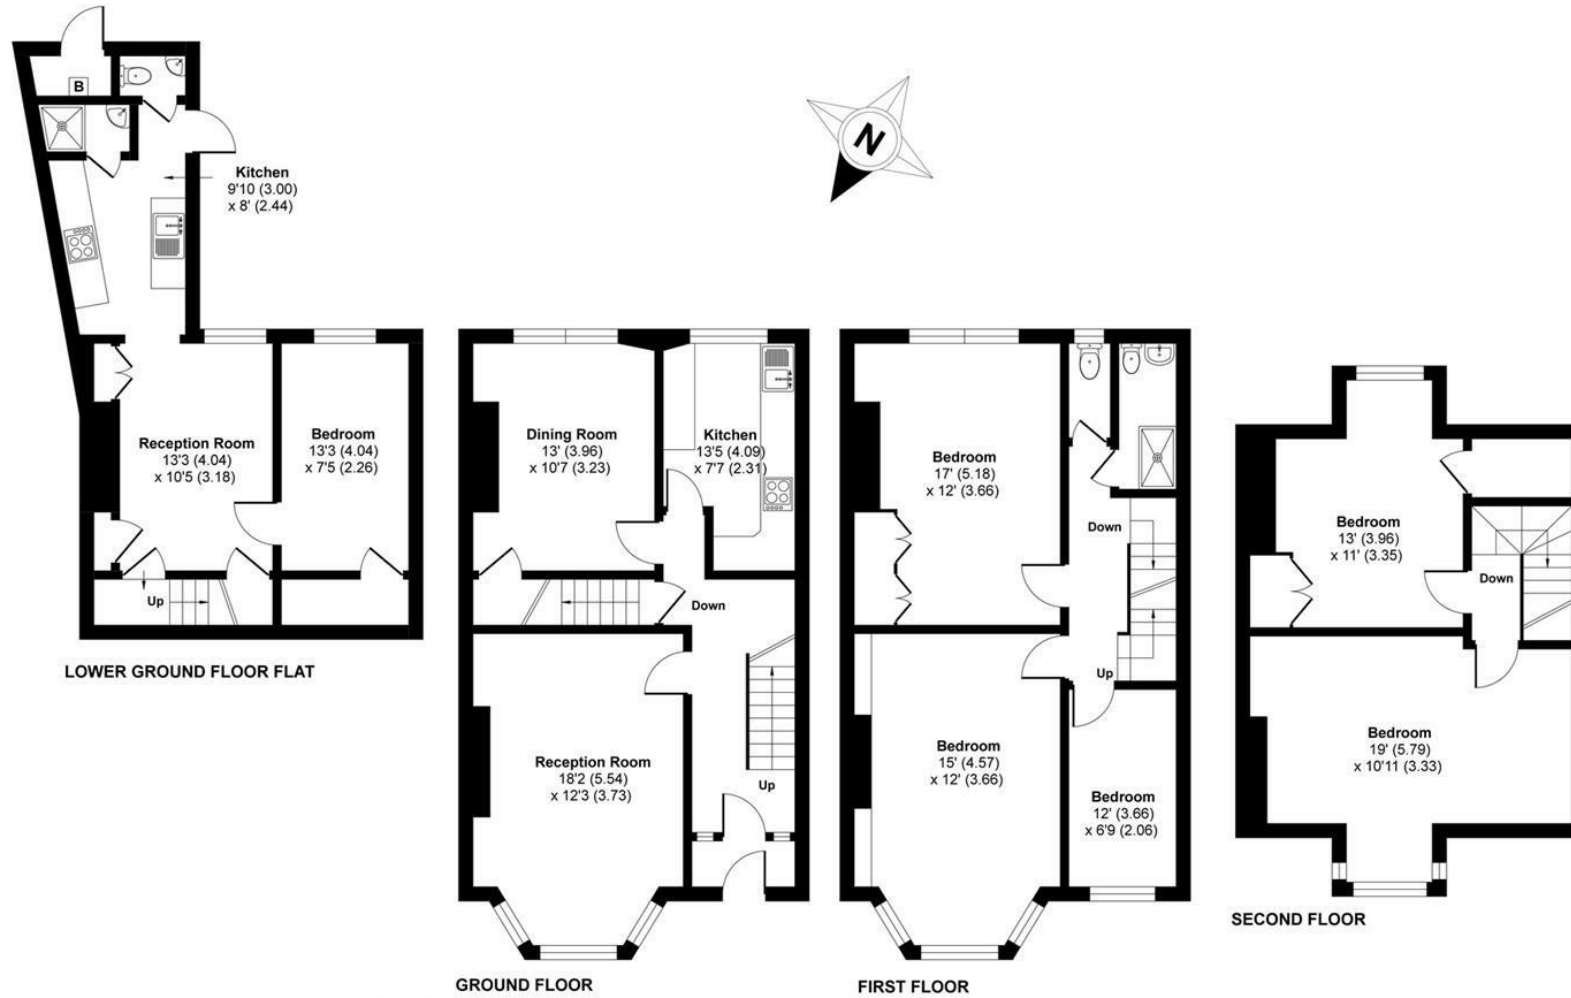 B
Kitchen
9'10 (3.00)
x 8' (2.44)
Reception Room
13'3 (4.04)
x 10'5 (3.18)
Bedroom
13'3 (4.04)
x 7'5 (2.26)
Up
LOWER GROUND FLOOR FLAT
N
Dining Room
13' (3.96)
x 10'7 (3.23)
Kitchen
13'5 (4.09)
x 7'7 (2.31)
Down
Reception Room
18'2 (5.54)
x 12'3 (3.73)
Up
GROUND FLOOR
Bedroom
17' (5.18)
x 12' (3.66)
Down
Up
Bedroom
15' (4.57)
x 12' (3.66)
Bedroom
12' (3.66)
x 6'9 (2.06)
FIRST FLOOR
Bedroom
13' (3.96)
x 11' (3.35)
Down
Bedroom
19' (5.79)
x 10'11 (3.33)
SECOND FLOOR